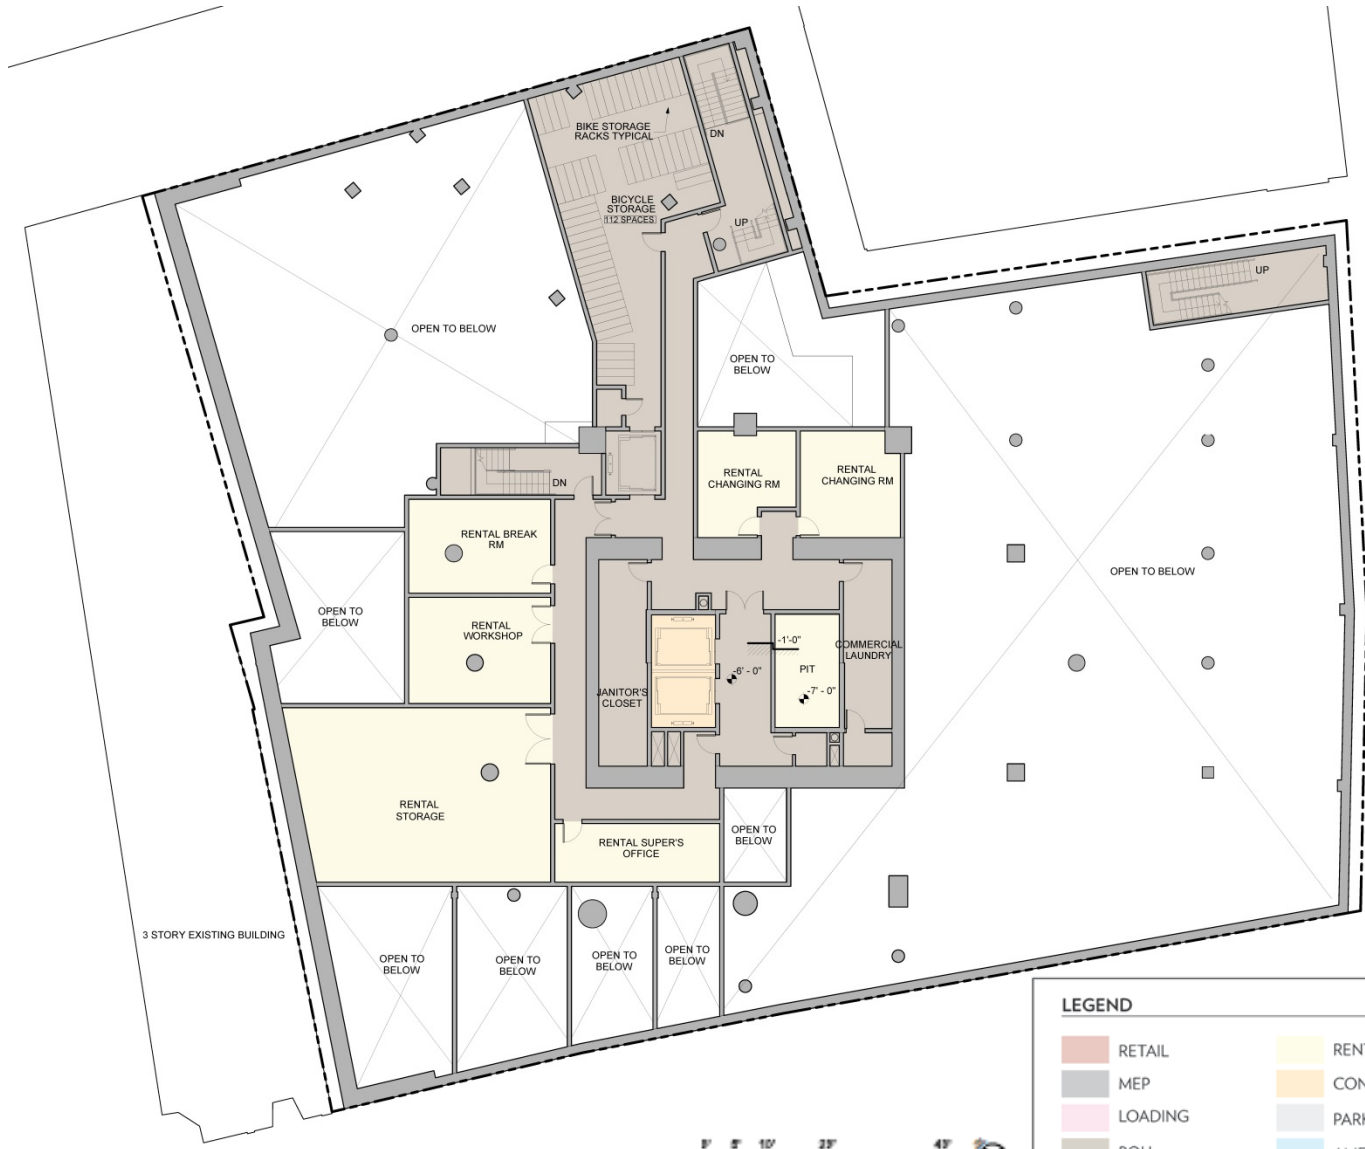 BIKE STORAGE
RACKS TYPICAL
DN
BICYCLE
STORAGE
112 SPACES
UP
UP
OPEN TO BELOW
OPEN TO
BELOW
RENTAL
CHANGING RM
RENTAL
CHANGING RM
DN
RENTAL BREAK
RM
OPEN TO BELOW
OPEN TO
BELOW
RENTAL
WORKSHOP
-1'-0"
COMMERCIAL
LAUNDRY
PIT
-6' - 0"
-7' - 0"
JANITOR'S
CLOSET
RENTAL
STORAGE
OPEN TO
BELOW
RENTAL SUPER'S
OFFICE
3 STORY EXISTING BUILDING
OPEN TO
BELOW
OPEN TO
BELOW
OPEN TO
BELOW
OPEN TO
BELOW
LEGEND
RETAIL
MEP
LOADING